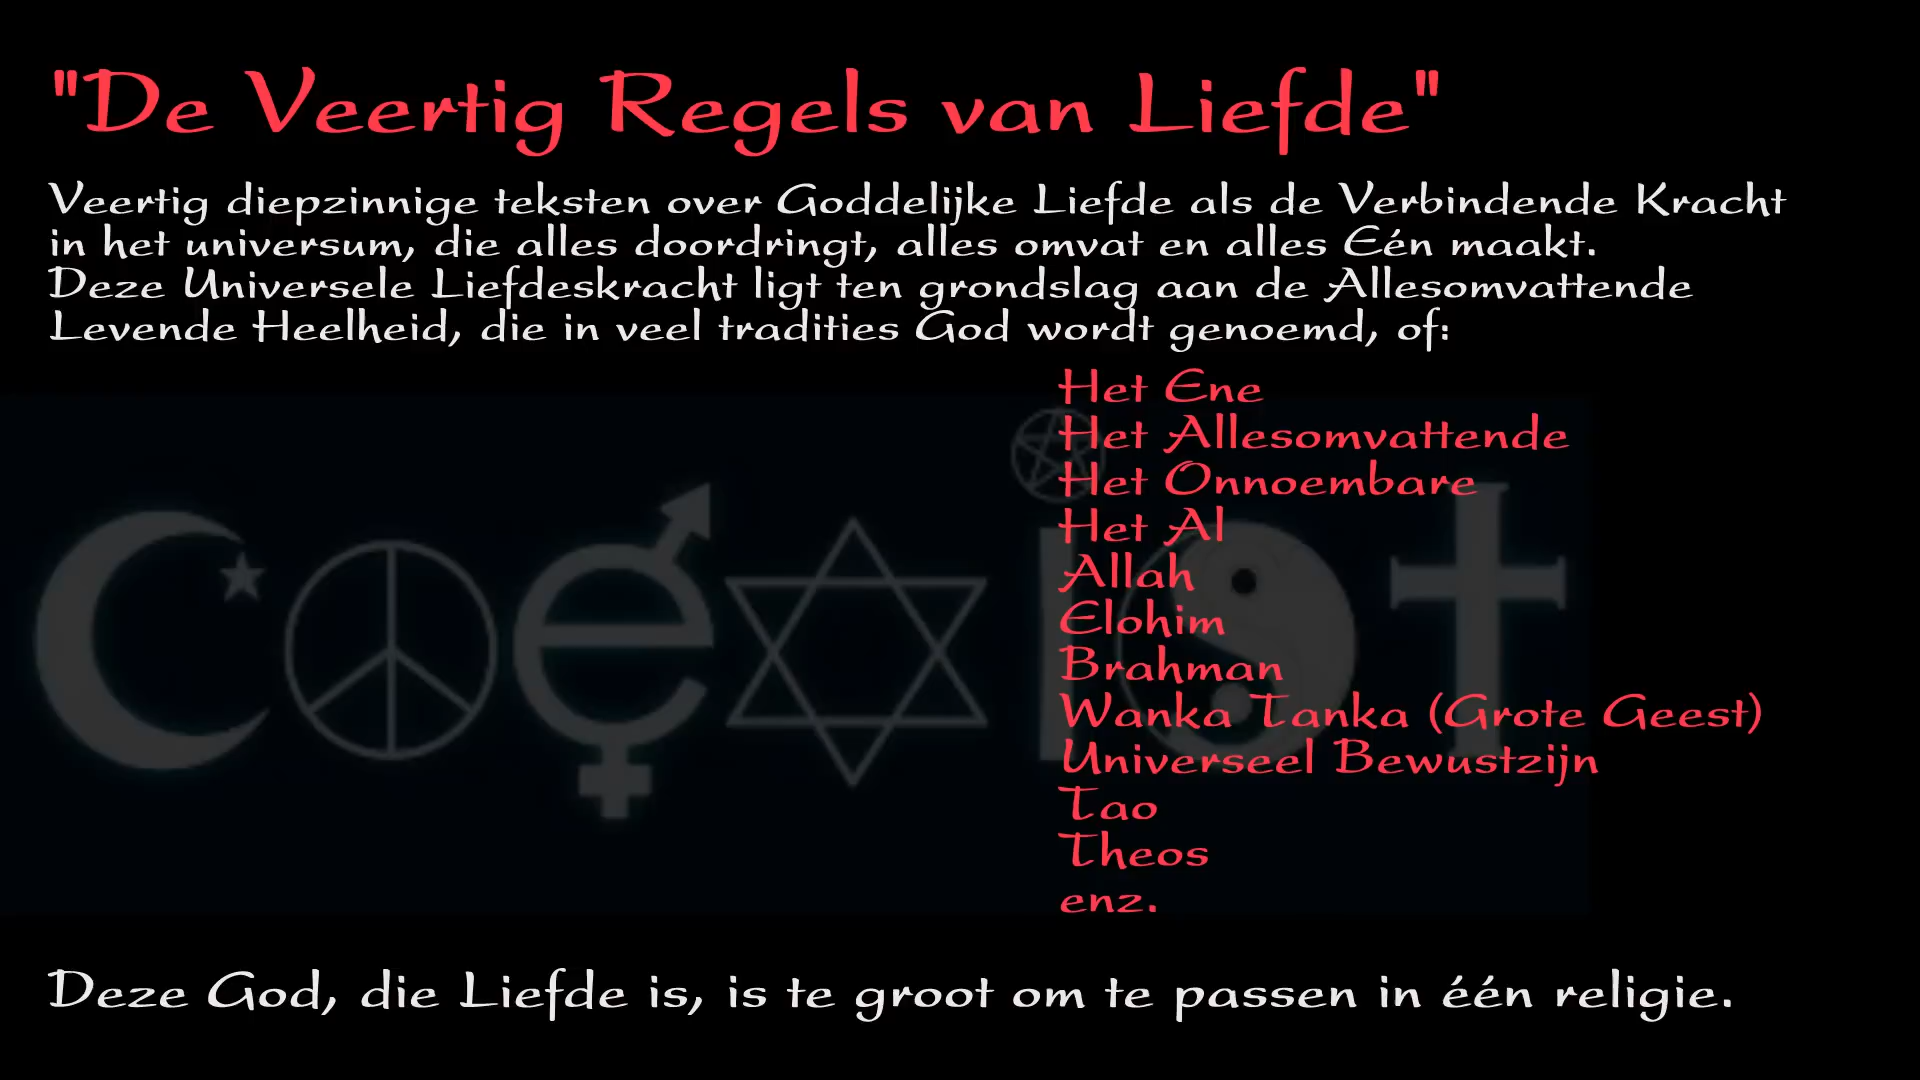 "De Veertig Regels van Liefde"
Veertig diepzinnige teksten over Goddelijke Liefde als de Verbindende Kracht
in het universum, die alles doordringt, alles omvat en alles Eén maakt.
Deze Universele Liefdeskracht ligt ten grondslag aan de Allesomvattende
Levende Heelheid, die in veel tradities God wordt genoemd, of:
Het Ene
Het Allesomvattende
Het Onnoembare
Het Al
Allah
Elohim
Brahman
Wanka Tanka (Grote Geest)
Universeel Bewustzijn
Tao
Theos
enz.
Coexist
Deze God, die Liefde is, is te groot om te passen in één religie.